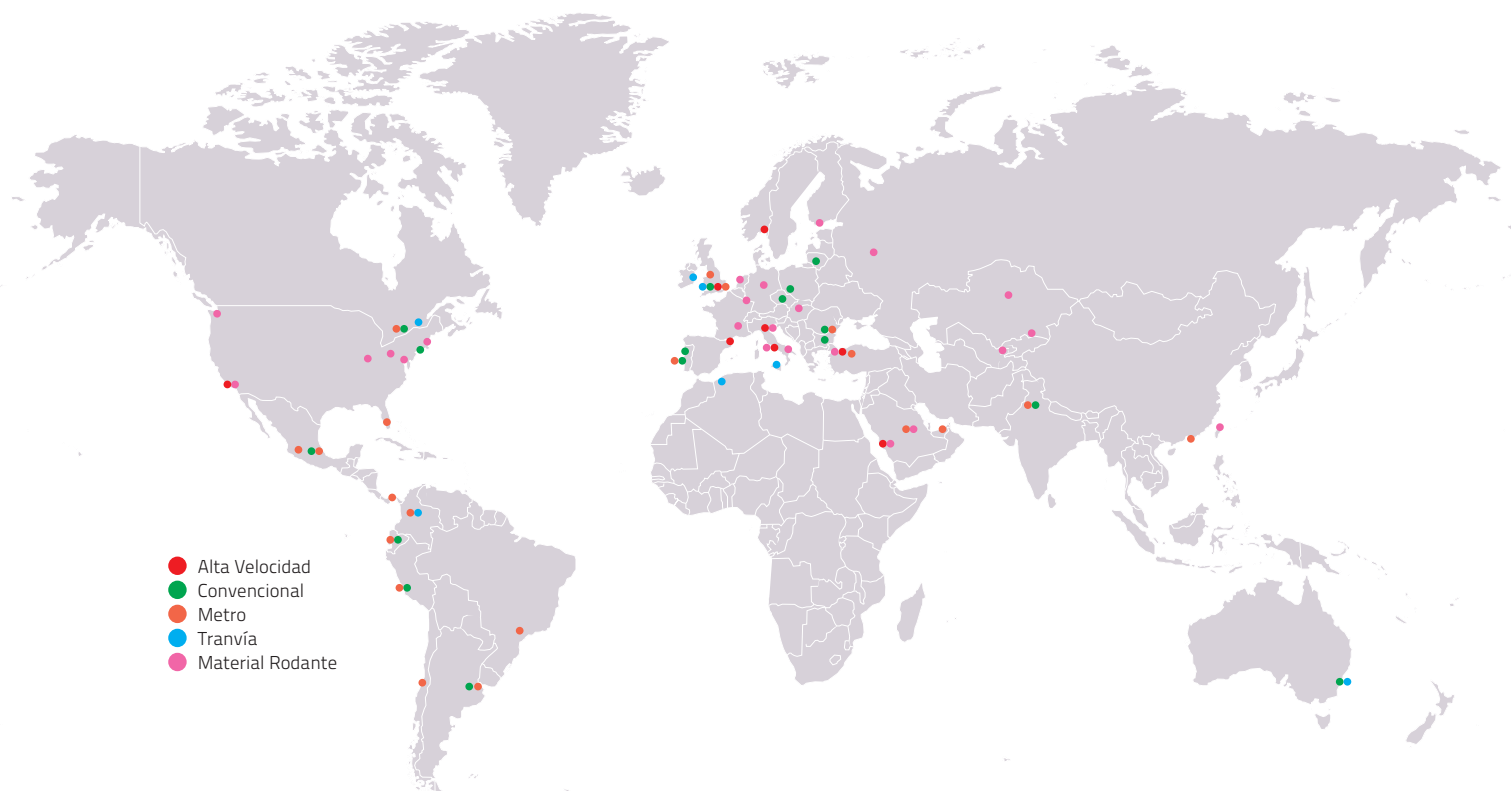 Alta Velocidad
Convencional
Metro
Tranvía
Material Rodante